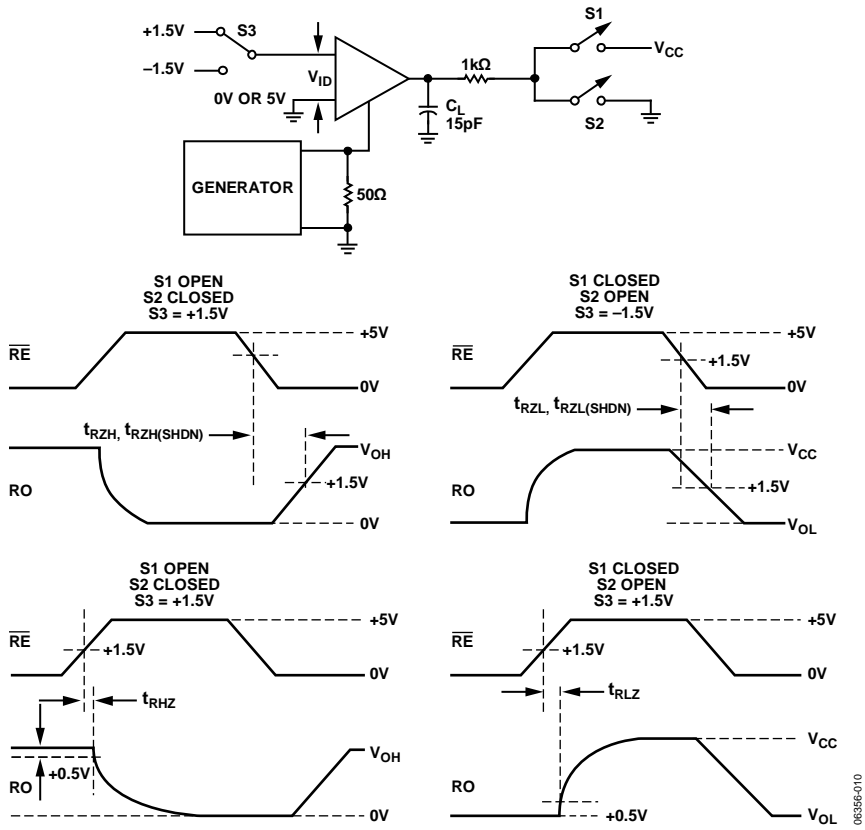 +1.5V
S3
–1.5V
VID
0V OR 5V
1kΩ
S1
VCC
S2
CL
15pF
GENERATOR
50Ω
S1 OPEN
S2 CLOSED
S3 = +1.5V
+5V
RE
0V
tRZH, tRZH(SHDN)
VOH
+1.5V
RO
0V
S1 CLOSED
S2 OPEN
S3 = –1.5V
+5V
RE
+1.5V
0V
tRZL, tRZL(SHDN)
VCC
RO
+1.5V
VOL
S1 OPEN
S2 CLOSED
S3 = +1.5V
+5V
RE
+1.5V
0V
tRHZ
VOH
+0.5V
RO
0V
S1 CLOSED
S2 OPEN
S3 = +1.5V
+5V
RE
+1.5V
0V
tRLZ
VCC
RO
+0.5V
VOL
06356-010